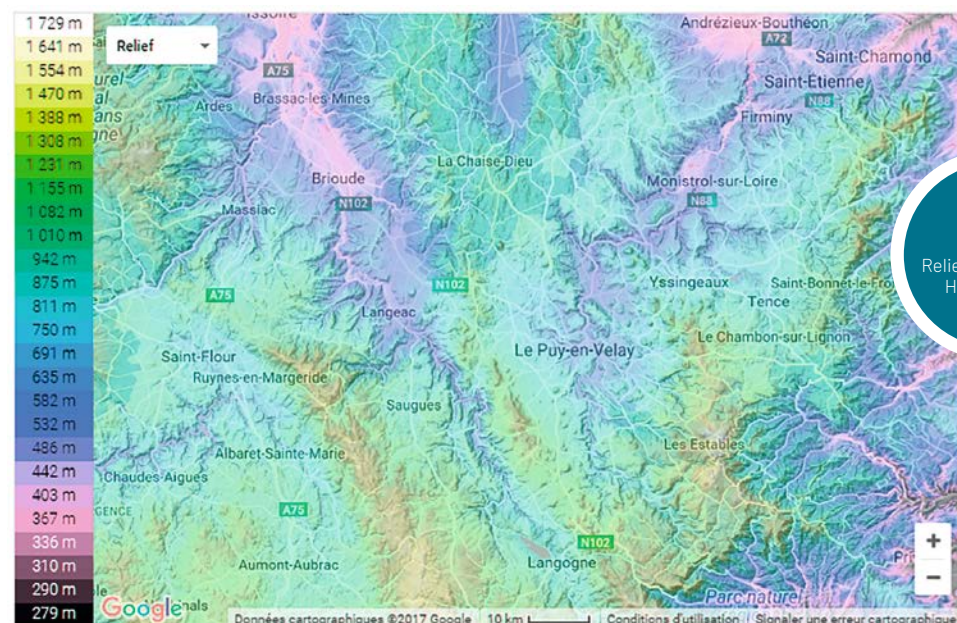 1 729 m
1 641 m
1 554 m
1 470 m
1 388 m
1 308 m
1 231 m
1 155 m
1 082 m
1 010 m
942 m
875 m
811 m
750 m
691 m
635 m
582 m
532 m
486 m
442 m
403 m
367 m
336 m
310 m
290 m
279 m
Relief
Issoire
A75
Brassac-les-Mines
Ardes
Brioude
N102
Massiac
A75
Langeac
N102
La Chaise-Dieu
Andrézieux-Bouthéon
A72
Saint-Chamond
Saint-Etienne
N88
Firminy
Monistrol-sur-Loire
N88
Yssingeaux
Tence
Le Chambon-sur-Lignon
Le Puy-en-Velay
Saint-Flour
Ruynes-en-Margeride
Saugues
Les Estables
Albaret-Sainte-Marie
Chaudes-Aigues
A75
N102
Aumont-Aubrac
Langogne
Parc naturel
+
−
Google
Données cartographiques ©2017 Google
10 km
Conditions d'utilisation
Signaler une erreur cartographique